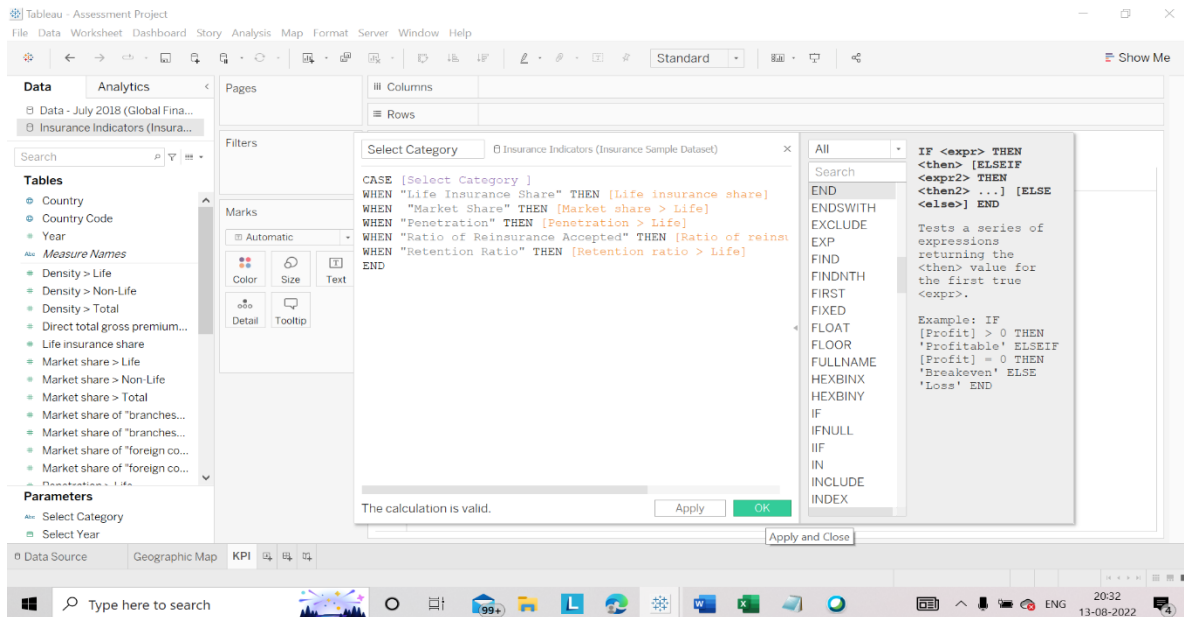 Tableau - Assessment Project
File Data Worksheet Dashboard Story Analysis Map Format Server Window Help
Standard
Show Me
Data
Analytics
Data - July 2018 (Global Fina...
Insurance Indicators (Insura...
Search
Tables
Country
Country Code
Year
Abc Measure Names
Density > Life
Density > Non-Life
Density > Total
Direct total gross premium...
Life insurance share
Market share > Life
Market share > Non-Life
Market share > Total
Market share of "branches...
Market share of "branches...
Market share of "foreign co...
Market share of "foreign co...
Parameters
Abc Select Category
Select Year
Pages
Filters
Marks
Automatic
Color Size Text
Detail Tooltip
Columns
Rows
Select Category
Insurance Indicators (Insurance Sample Dataset)
CASE [Select Category ]
WHEN "Life Insurance Share" THEN [Life insurance share]
WHEN  "Market Share" THEN [Market share > Life]
WHEN "Penetration" THEN [Penetration > Life]
WHEN "Ratio of Reinsurance Accepted" THEN [Ratio of reinsu
WHEN "Retention Ratio" THEN [Retention ratio > Life]
END
The calculation is valid.
Apply
OK
Apply and Close
All
Search
END
ENDSWITH
EXCLUDE
EXP
FIND
FINDNTH
FIRST
FIXED
FLOAT
FLOOR
FULLNAME
HEXBINX
HEXBINY
IF
IFNULL
IIF
IN
INCLUDE
INDEX
IF <expr> THEN
<then> [ELSEIF
<expr2> THEN
<then2> ...] [ELSE
<else>] END
Tests a series of
expressions
returning the
<then> value for
the first true
<expr>.
Example: IF
[Profit] > 0 THEN
'Profitable' ELSEIF
[Profit] = 0 THEN
'Breakeven' ELSE
'Loss' END
Data Source
Geographic Map
KPI
Type here to search
99+
ENG
20:32
13-08-2022
4